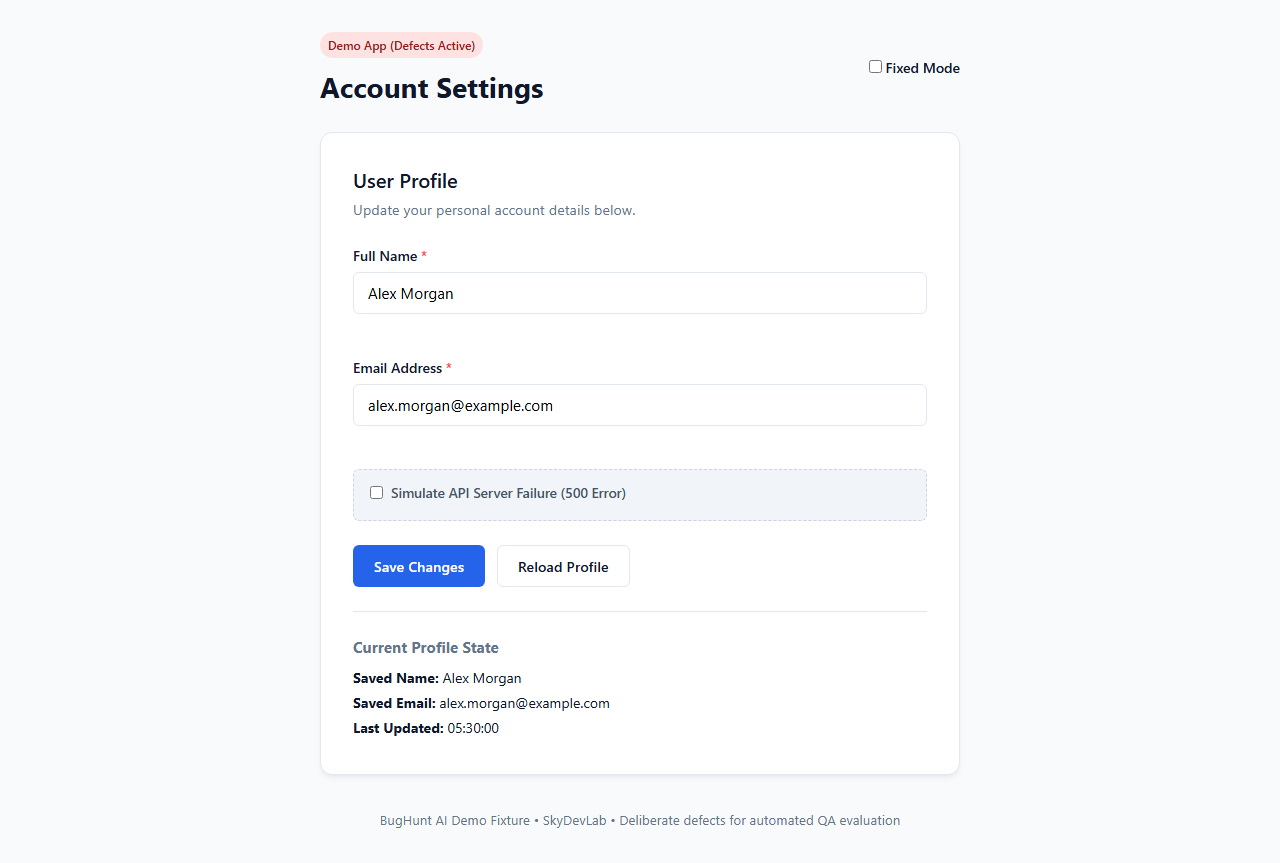 Demo App (Defects Active)
Account Settings
Fixed Mode
User Profile
Update your personal account details below.
Full Name *
Alex Morgan
Email Address *
alex.morgan@example.com
Simulate API Server Failure (500 Error)
Save Changes
Reload Profile
Current Profile State
Saved Name: Alex Morgan
Saved Email: alex.morgan@example.com
Last Updated: 05:30:00
BugHunt AI Demo Fixture • SkyDevLab • Deliberate defects for automated QA evaluation